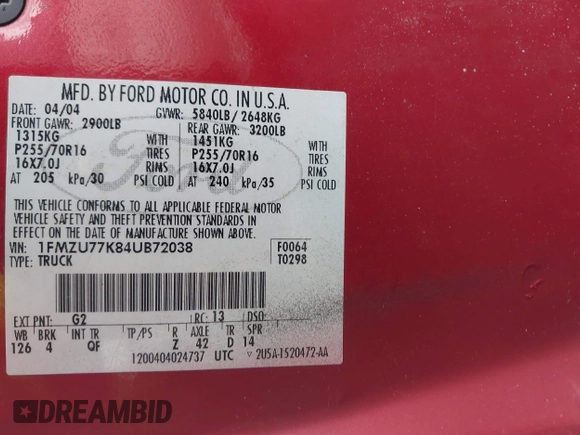 MFD. BY FORD MOTOR CO. IN U.S.A.
DATE: 04/04 GVWR: 5840LB/ 2648KG
FRONT GAWR: 2900LB REAR GAWR: 3200LB
1315KG WITH 1451KG WITH
P255/70R16 TIRES P255/70R16 TIRES
16X7.0J RIMS 16X7.0J RIMS
AT 205 kPa/30 PSI COLD AT 240 kPa/35 PSI COLD
Ford
THIS VEHICLE CONFORMS TO ALL APPLICABLE FEDERAL MOTOR
VEHICLE SAFETY AND THEFT PREVENTION STANDARDS IN
EFFECT ON THE DATE OF MANUFACTURE SHOWN ABOVE.
VIN: 1FMZU77K84UB72038 F0064
TYPE: TRUCK T0298
EXT PNT: G2 RC: 13 DSO:
WB BRK INT TR TP/PS R AXLE TR SPR
126 4 QF Z 42 D 14
1200404024737 UTC 2U5A-1520472-AA
DREAMBID